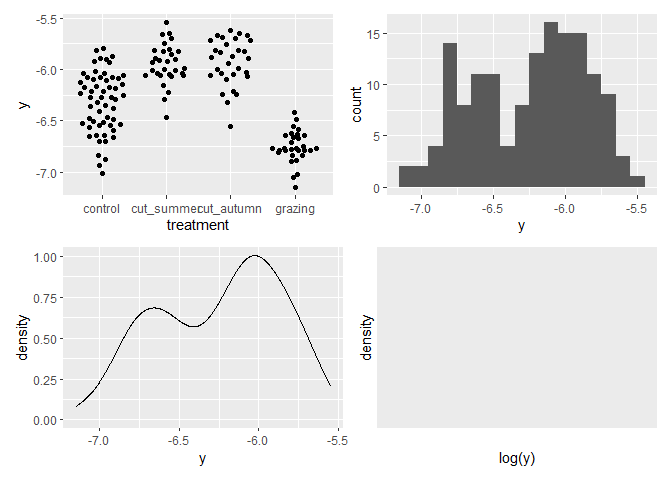 -5.5
-6.0
-6.5
-7.0
y
control cut_summer cut_autumn grazing
treatment
15
10
5
0
count
-7.0 -6.5 -6.0 -5.5
y
1.00
0.75
0.50
0.25
0.00
density
-7.0 -6.5 -6.0 -5.5
y
density
log(y)